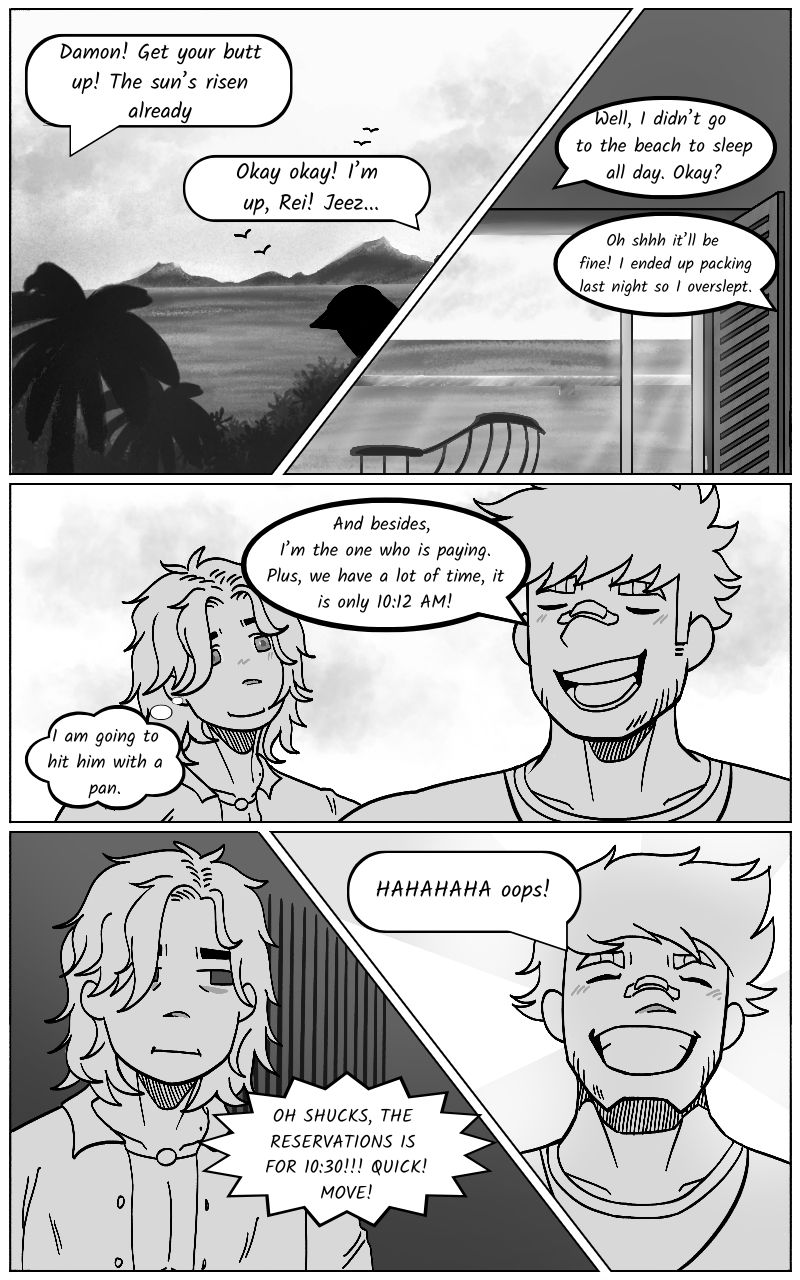 Damon! Get your butt
up! The sun's risen
already
Okay okay! I'm
up, Rei! Jeez...
Well, I didn't go
to the beach to sleep
all day. Okay?
Oh shhh it'll be
fine! I ended up packing
last night so I overslept.
And besides,
I'm the one who is paying.
Plus, we have a lot of time, it
is only 10:12 AM!
I am going to
hit him with a
pan.
HAHAHAHA oops!
OH SHUCKS, THE
RESERVATIONS IS
FOR 10:30!!! QUICK!
MOVE!